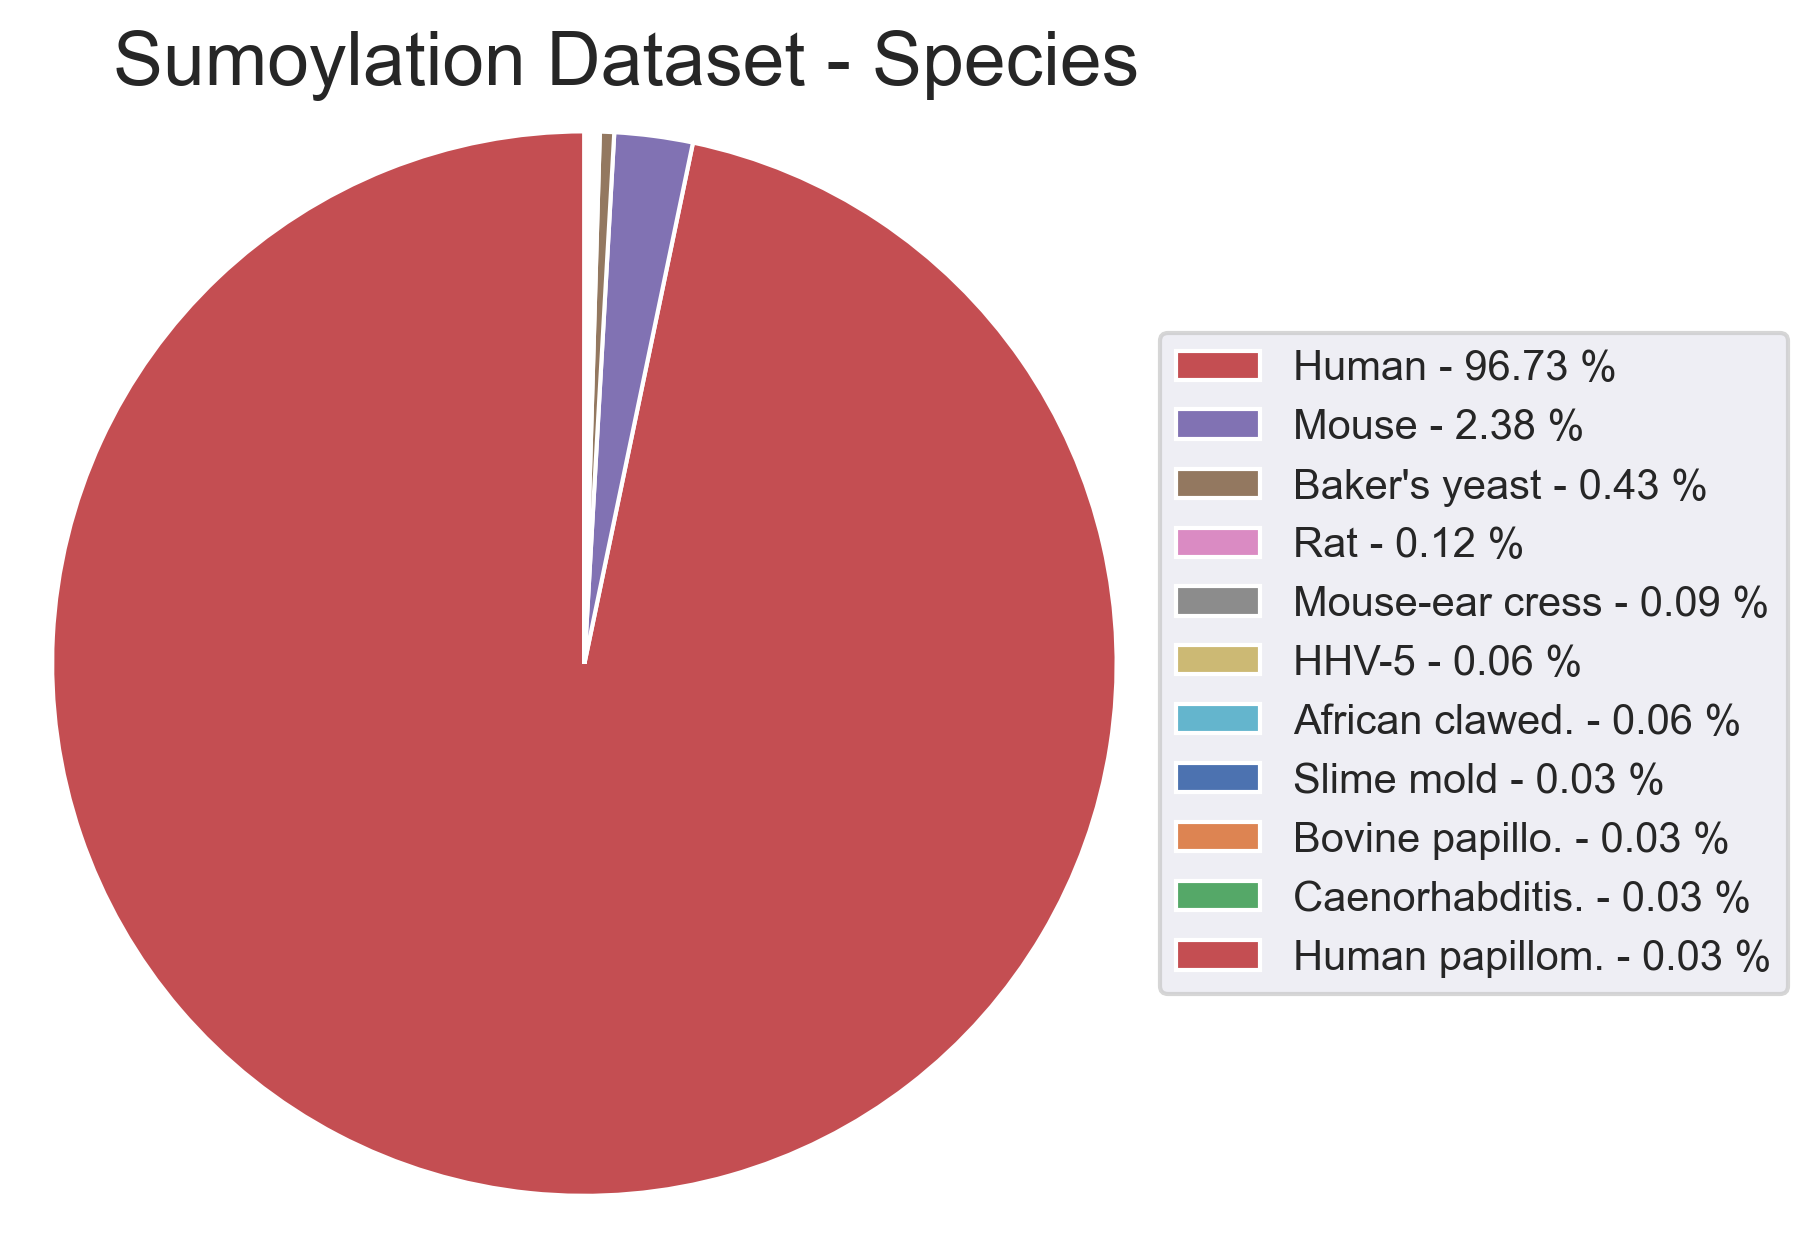 Sumoylation Dataset - Species
Human - 96.73 %
Mouse - 2.38 %
Baker's yeast - 0.43 %
Rat - 0.12 %
Mouse-ear cress - 0.09 %
HHV-5 - 0.06 %
African clawed. - 0.06 %
Slime mold - 0.03 %
Bovine papillo. - 0.03 %
Caenorhabditis. - 0.03 %
Human papillom. - 0.03 %